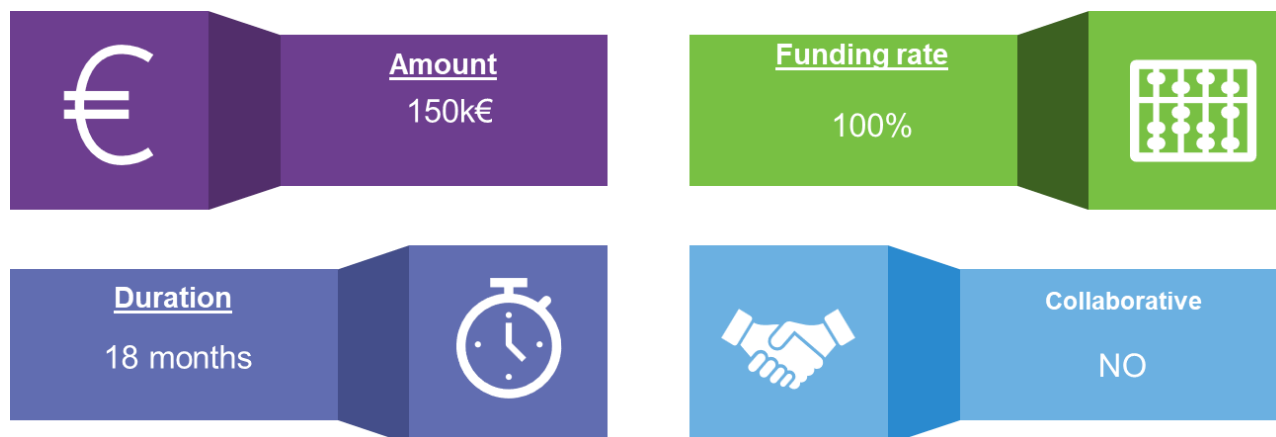 Amount
150k€
Funding rate
100%
Duration
18 months
Collaborative
NO